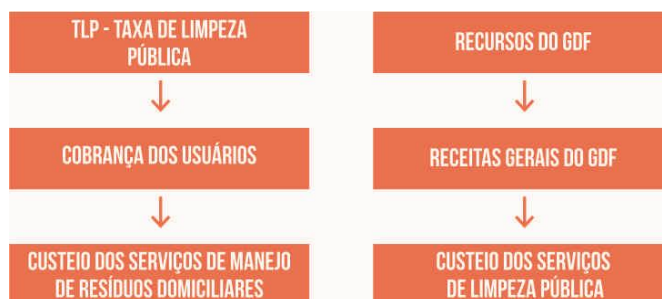 TLP - TAXA DE LIMPEZA
PÚBLICA
COBRANÇA DOS USUÁRIOS
CUSTEIO DOS SERVIÇOS DE MANEJO
DE RESÍDUOS DOMICILIARES
RECURSOS DO GDF
RECEITAS GERAIS DO GDF
CUSTEIO DOS SERVIÇOS
DE LIMPEZA PÚBLICA